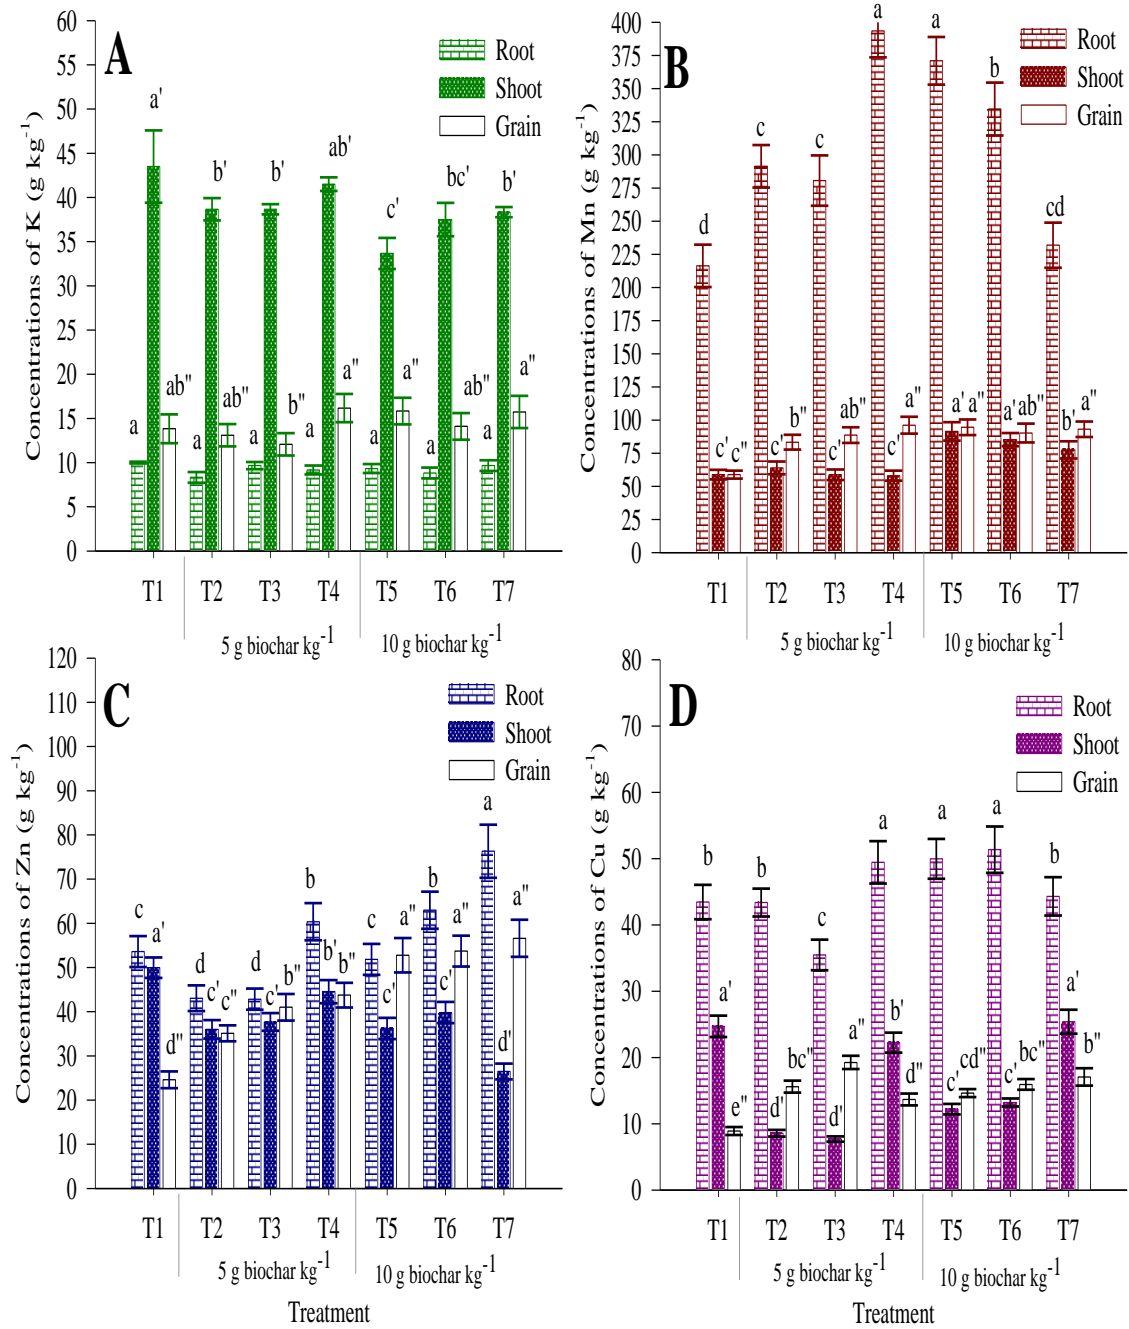 A
Concentrations of K (g kg-1)
60
55
50
45
40
35
30
25
20
15
10
5
0
Root
Shoot
Grain
a a' ab"
a b' ab"
a b' b"
a ab' a"
a c' a"
a bc' ab"
a b' a"
T1 T2 T3 T4 T5 T6 T7
5 g biochar kg-1 10 g biochar kg-1
B
Concentrations of Mn (g kg-1)
400
375
350
325
300
275
250
225
200
175
150
125
100
75
50
25
0
Root
Shoot
Grain
d c' c"
c c' b"
c c' ab"
a c' a"
a a' a"
b a' ab"
cd b' a"
T1 T2 T3 T4 T5 T6 T7
5 g biochar kg-1 10 g biochar kg-1
C
Concentrations of Zn (g kg-1)
120
110
100
90
80
70
60
50
40
30
20
10
0
Root
Shoot
Grain
c a' d"
d c' c"
d c' b"
b b' b"
c c' a"
b c' a"
a d' a"
T1 T2 T3 T4 T5 T6 T7
5 g biochar kg-1 10 g biochar kg-1
Treatment
D
Concentrations of Cu (g kg-1)
80
70
60
50
40
30
20
10
0
Root
Shoot
Grain
b a' e"
b d' bc"
c d' a"
a b' d"
a c' cd"
a c' bc"
b a' b"
T1 T2 T3 T4 T5 T6 T7
5 g biochar kg-1 10 g biochar kg-1
Treatment